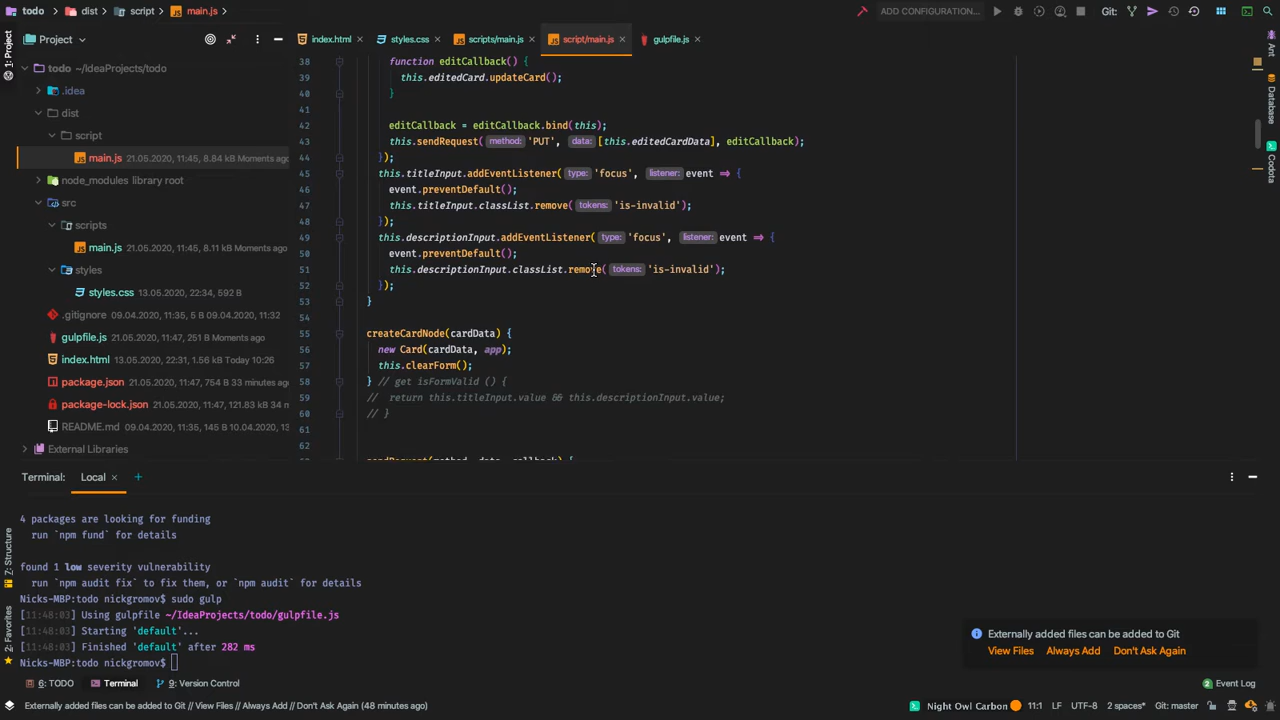 todo › dist › script › main.js ›
ADD CONFIGURATION...
Git:
1: Project
Project
index.html ×
styles.css ×
scripts/main.js ×
script/main.js ×
gulpfile.js ×
todo ~/IdeaProjects/todo
.idea
dist
script
main.js 21.05.2020, 11:45, 8.84 kB Moments ago
node_modules library root
src
scripts
main.js 21.05.2020, 11:45, 8.11 kB Moments ago
styles
styles.css 13.05.2020, 22:34, 592 B
.gitignore 09.04.2020, 11:35, 5 B 09.04.2020, 11:32
gulpfile.js 21.05.2020, 11:47, 251 B Moments ago
index.html 13.05.2020, 22:31, 1.56 kB Today 10:26
package.json 21.05.2020, 11:47, 754 B 33 minutes ago
package-lock.json 21.05.2020, 11:47, 121.83 kB 34 m
README.md 09.04.2020, 11:35, 145 B 10.04.2020, 13
External Libraries
38 function editCallback() {
39 this.editedCard.updateCard();
40 }
41
42 editCallback = editCallback.bind(this);
43 this.sendRequest( method: 'PUT', data: [this.editedCardData], editCallback);
44 });
45 this.titleInput.addEventListener( type: 'focus', listener: event => {
46 event.preventDefault();
47 this.titleInput.classList.remove( tokens: 'is-invalid');
48 });
49 this.descriptionInput.addEventListener( type: 'focus', listener: event => {
50 event.preventDefault();
51 this.descriptionInput.classList.remove( tokens: 'is-invalid');
52 });
53 }
54
55 createCardNode(cardData) {
56 new Card(cardData, app);
57 this.clearForm();
58 } // get isFormValid () {
59 // return this.titleInput.value && this.descriptionInput.value;
60 // }
61
62
Ant
Database
Codota
Terminal: Local × +
4 packages are looking for funding
run `npm fund` for details
found 1 low severity vulnerability
run `npm audit fix` to fix them, or `npm audit` for details
Nicks-MBP:todo nickgromov$ sudo gulp
[11:48:03] Using gulpfile ~/IdeaProjects/todo/gulpfile.js
[11:48:03] Starting 'default'...
[11:48:03] Finished 'default' after 282 ms
Nicks-MBP:todo nickgromov$
Z: Structure
2: Favorites
Externally added files can be added to Git
View Files Always Add Don't Ask Again
6: TODO Terminal 9: Version Control
2 Event Log
Externally added files can be added to Git // View Files // Always Add // Don't Ask Again (48 minutes ago)
Night Owl Carbon 11:1 LF UTF-8 2 spaces* Git: master